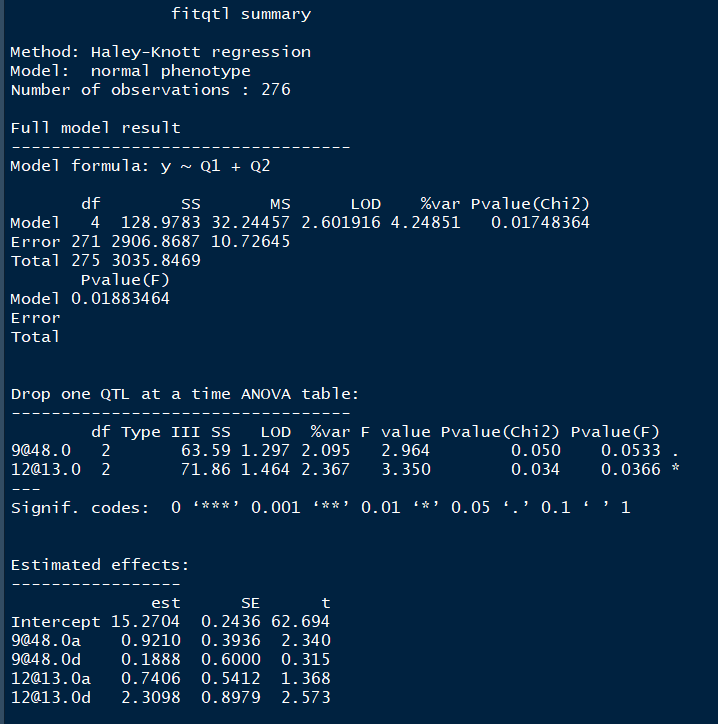 fitqtl summary
Method: Haley-Knott regression
Model:  normal phenotype
Number of observations : 276
Full model result
----------------------------------
Model formula: y ~ Q1 + Q2
       df        SS       MS      LOD    %var Pvalue(Chi2)
Model   4  128.9783 32.24457 2.601916 4.24851   0.01748364
Error 271 2906.8687 10.72645
Total 275 3035.8469
       Pvalue(F)
Model 0.01883464
Error
Total
Drop one QTL at a time ANOVA table:
----------------------------------
        df Type III SS   LOD  %var F value Pvalue(Chi2) Pvalue(F)
9@48.0   2       63.59 1.297 2.095   2.964        0.050    0.0533 .
12@13.0  2       71.86 1.464 2.367   3.350        0.034    0.0366 *
---
Signif. codes:  0 ‘***’ 0.001 ‘**’ 0.01 ‘*’ 0.05 ‘.’ 0.1 ‘ ’ 1
Estimated effects:
-----------------
              est     SE      t
Intercept 15.2704 0.2436 62.694
9@48.0a    0.9210 0.3936  2.340
9@48.0d    0.1888 0.6000  0.315
12@13.0a   0.7406 0.5412  1.368
12@13.0d   2.3098 0.8979  2.573